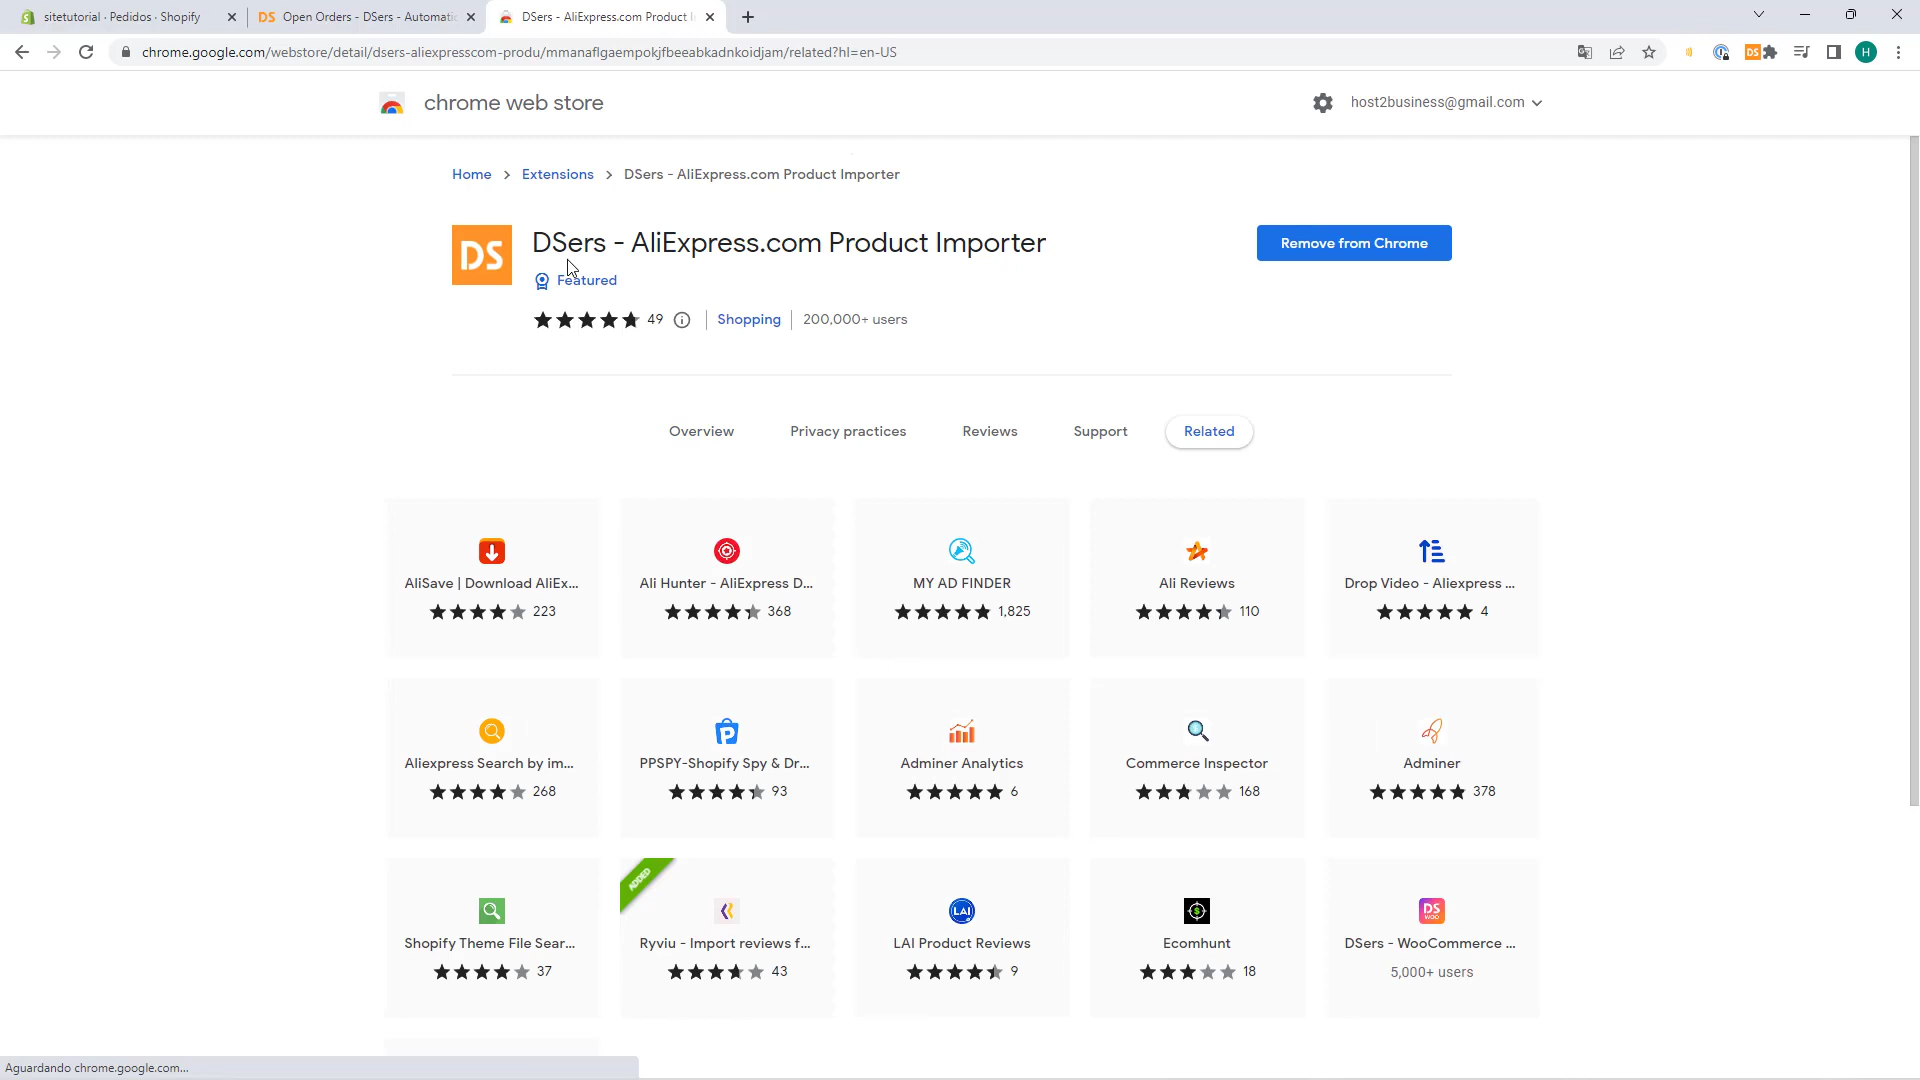 sitetutorial · Pedidos · Shopify
Open Orders - DSers - Automatic
DSers - AliExpress.com Product I
chrome.google.com/webstore/detail/dsers-aliexpresscom-produ/mmanaflgaempokjfbeeabkadnkoidjam/related?hl=en-US
DS
H
chrome web store
host2business@gmail.com
Home > Extensions > DSers - AliExpress.com Product Importer
DS
DSers - AliExpress.com Product Importer
Remove from Chrome
Featured
49
Shopping
200,000+ users
Overview
Privacy practices
Reviews
Support
Related
AliSave | Download AliEx...
Ali Hunter - AliExpress D...
MY AD FINDER
Ali Reviews
Drop Video - Aliexpress ...
223
368
1,825
110
4
Aliexpress Search by im...
PPSPY-Shopify Spy & Dr...
Adminer Analytics
Commerce Inspector
Adminer
268
93
6
168
378
ADDED
LAI
DS
WOO
Shopify Theme File Sear...
Ryviu - Import reviews f...
LAI Product Reviews
Ecomhunt
DSers - WooCommerce ...
37
43
9
18
5,000+ users
Aguardando chrome.google.com...